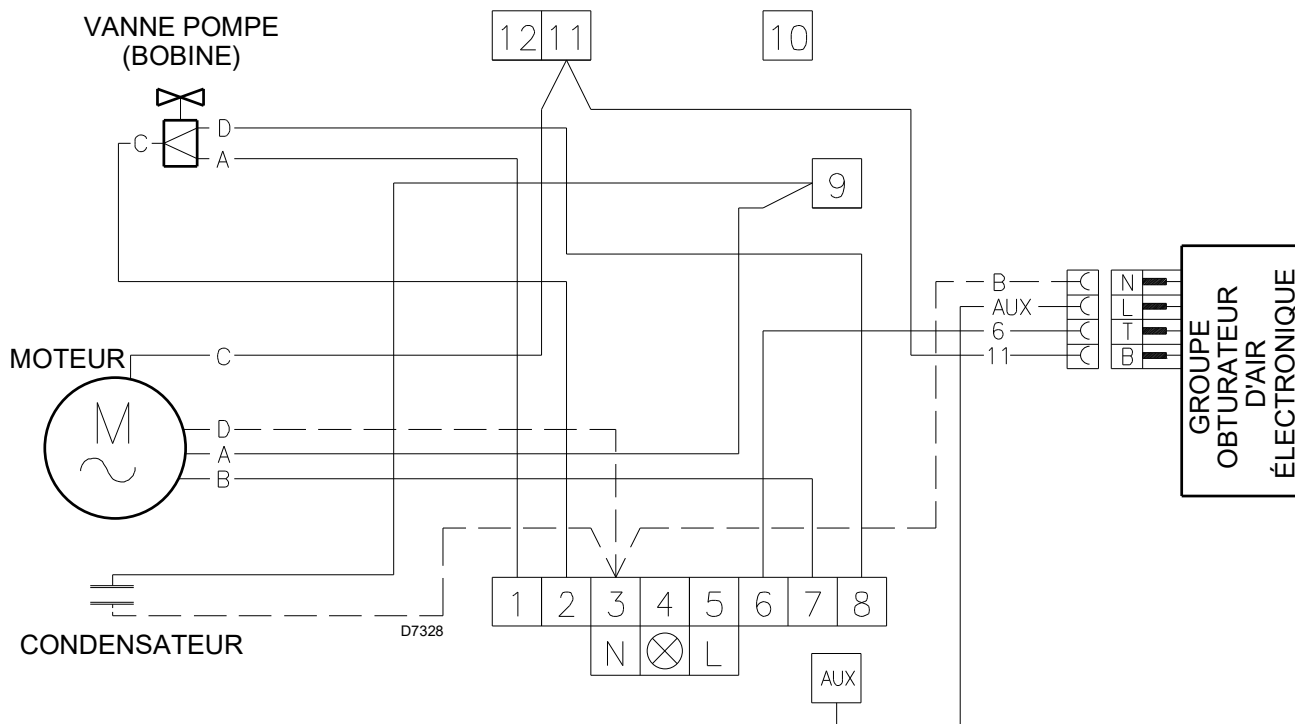 VANNE POMPE
(BOBINE)
12 11
10
D
C
A
9
B N
AUX L
6 T
11 B
GROUPE
OBTURATEUR
D'AIR
ÉLECTRONIQUE
MOTEUR
C
M
D
A
B
1 2 3 4 5 6 7 8
N L
CONDENSATEUR
D7328
AUX